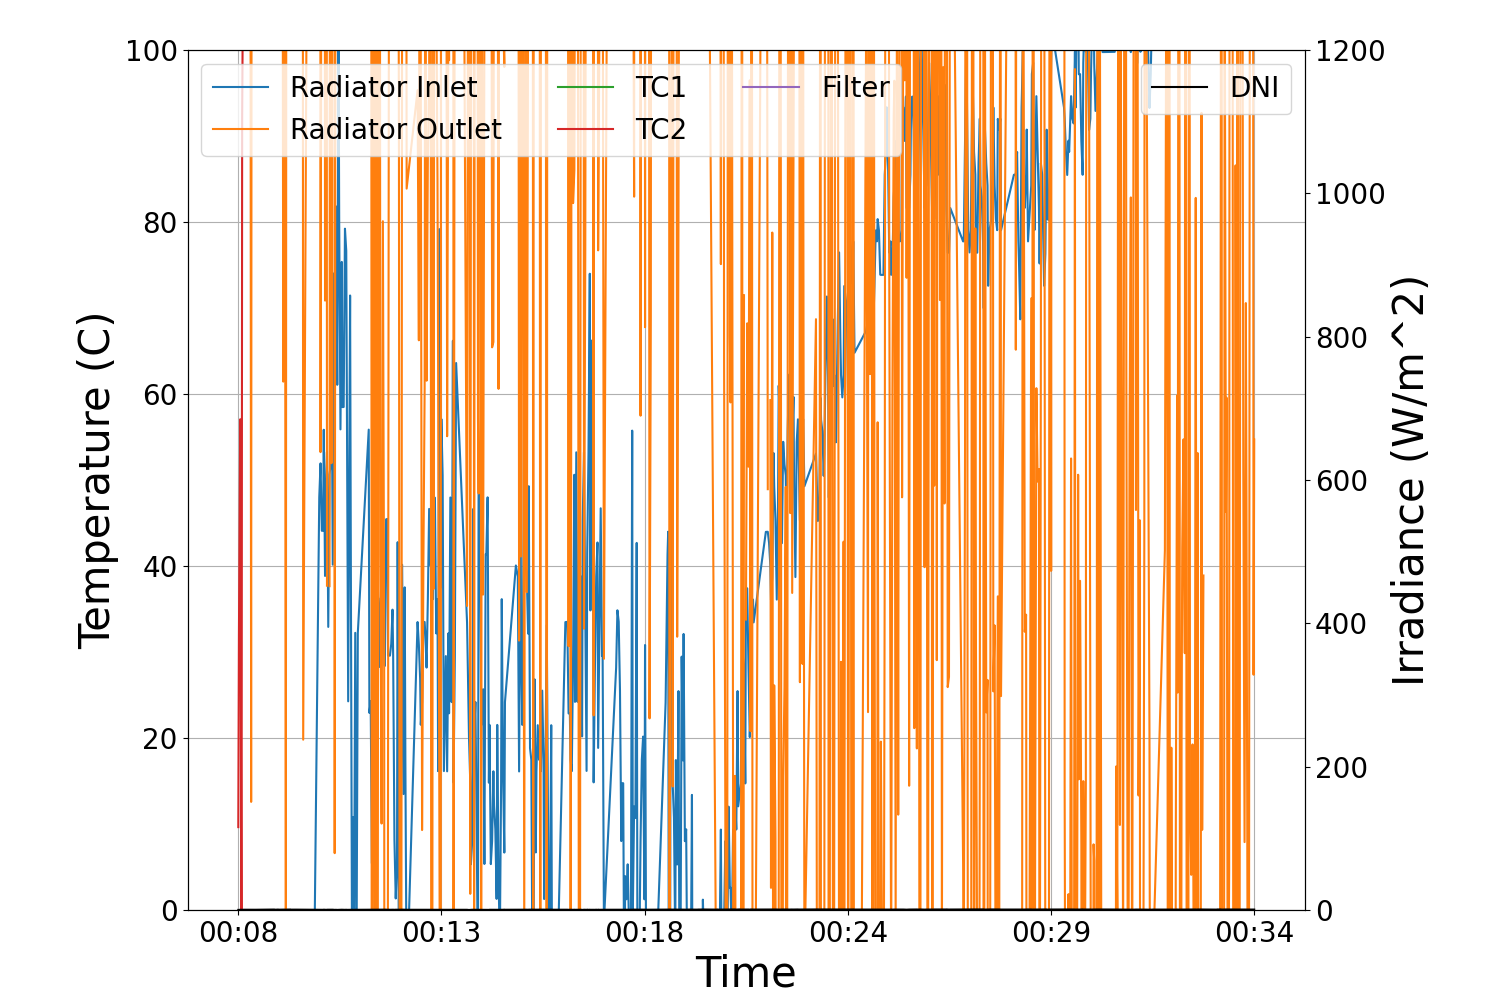 Radiator Inlet
Radiator Outlet
TC1
TC2
Filter
DNI
Temperature (C)
100
80
60
40
20
0
1200
1000
800
600
400
200
0
Irradiance (W/m^2)
00:08 00:13 00:18 00:24 00:29 00:34
Time